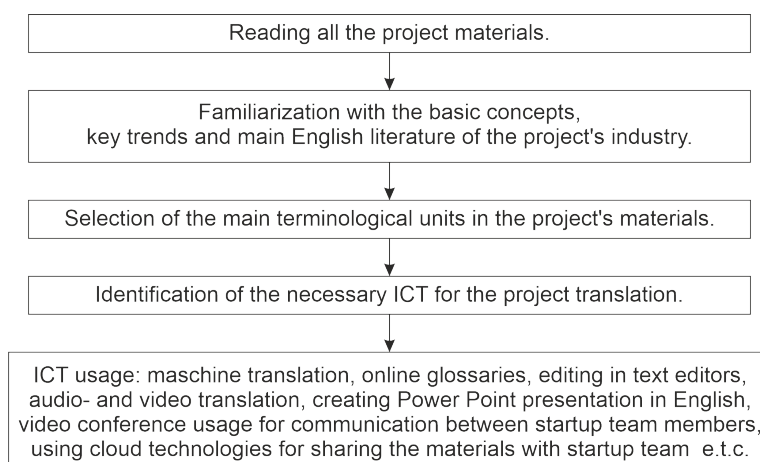 Reading all the project materials.
Familiarization with the basic concepts,
key trends and main English literature of the project's industry.
Selection of the main terminological units in the project's materials.
Identification of the necessary ICT for the project translation.
ICT usage: maschine translation, online glossaries, editing in text editors,
audio- and video translation, creating Power Point presentation in English,
video conference usage for communication between startup team members,
using cloud technologies for sharing the materials with startup team  e.t.c.